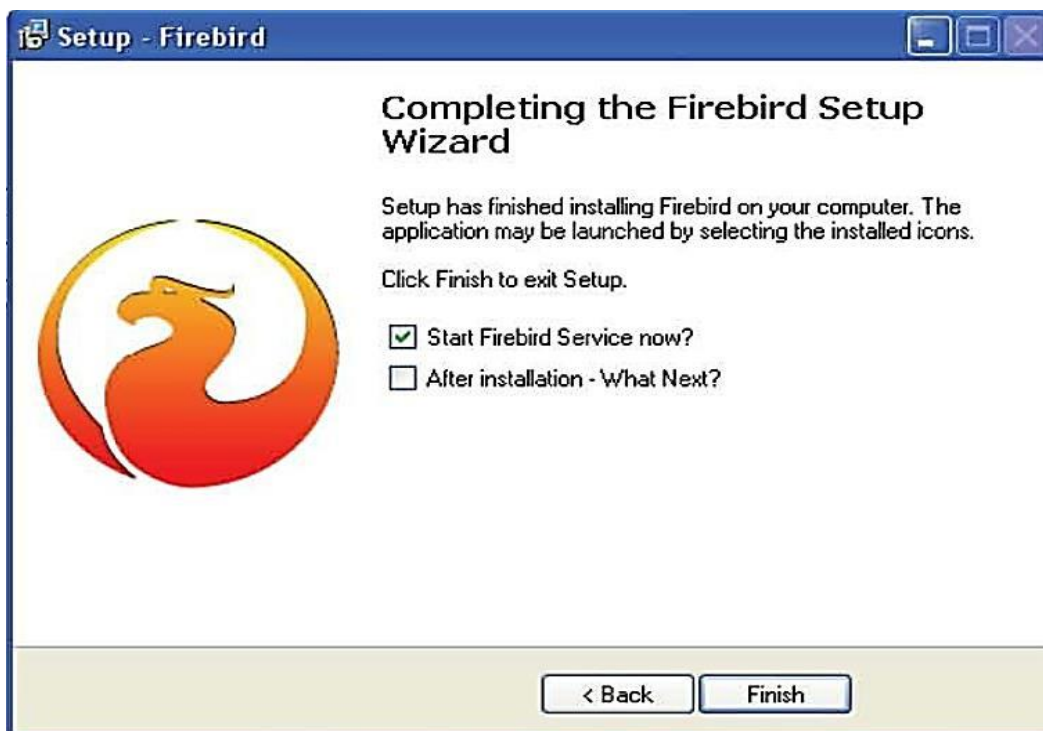 Setup - Firebird
Completing the Firebird Setup
Wizard
Setup has finished installing Firebird on your computer. The
application may be launched by selecting the installed icons.
Click Finish to exit Setup.
Start Firebird Service now?
After installation - What Next?
< Back
Finish